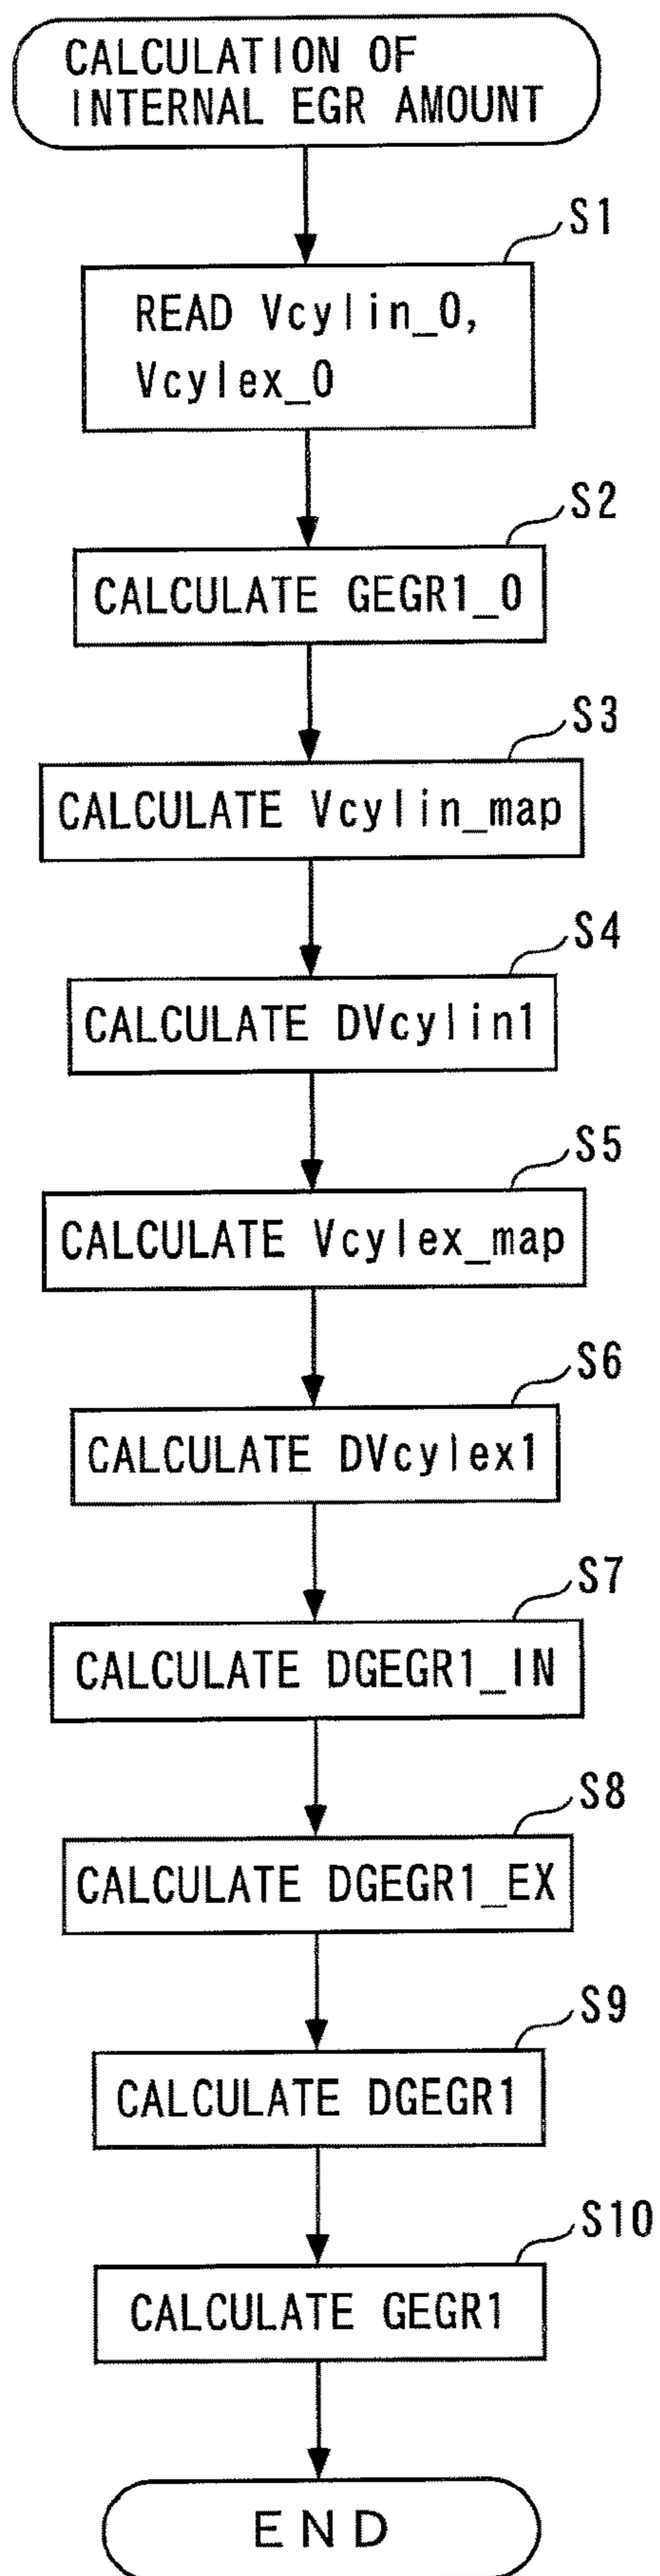 CALCULATION OF
INTERNAL EGR AMOUNT
S1
READ Vcylin_0,
Vcylex_0
S2
CALCULATE GEGR1_0
S3
CALCULATE Vcylin_map
S4
CALCULATE DVcylin1
S5
CALCULATE Vcylex_map
S6
CALCULATE DVcylex1
S7
CALCULATE DGEGR1_IN
S8
CALCULATE DGEGR1_EX
S9
CALCULATE DGEGR1
S10
CALCULATE GEGR1
END